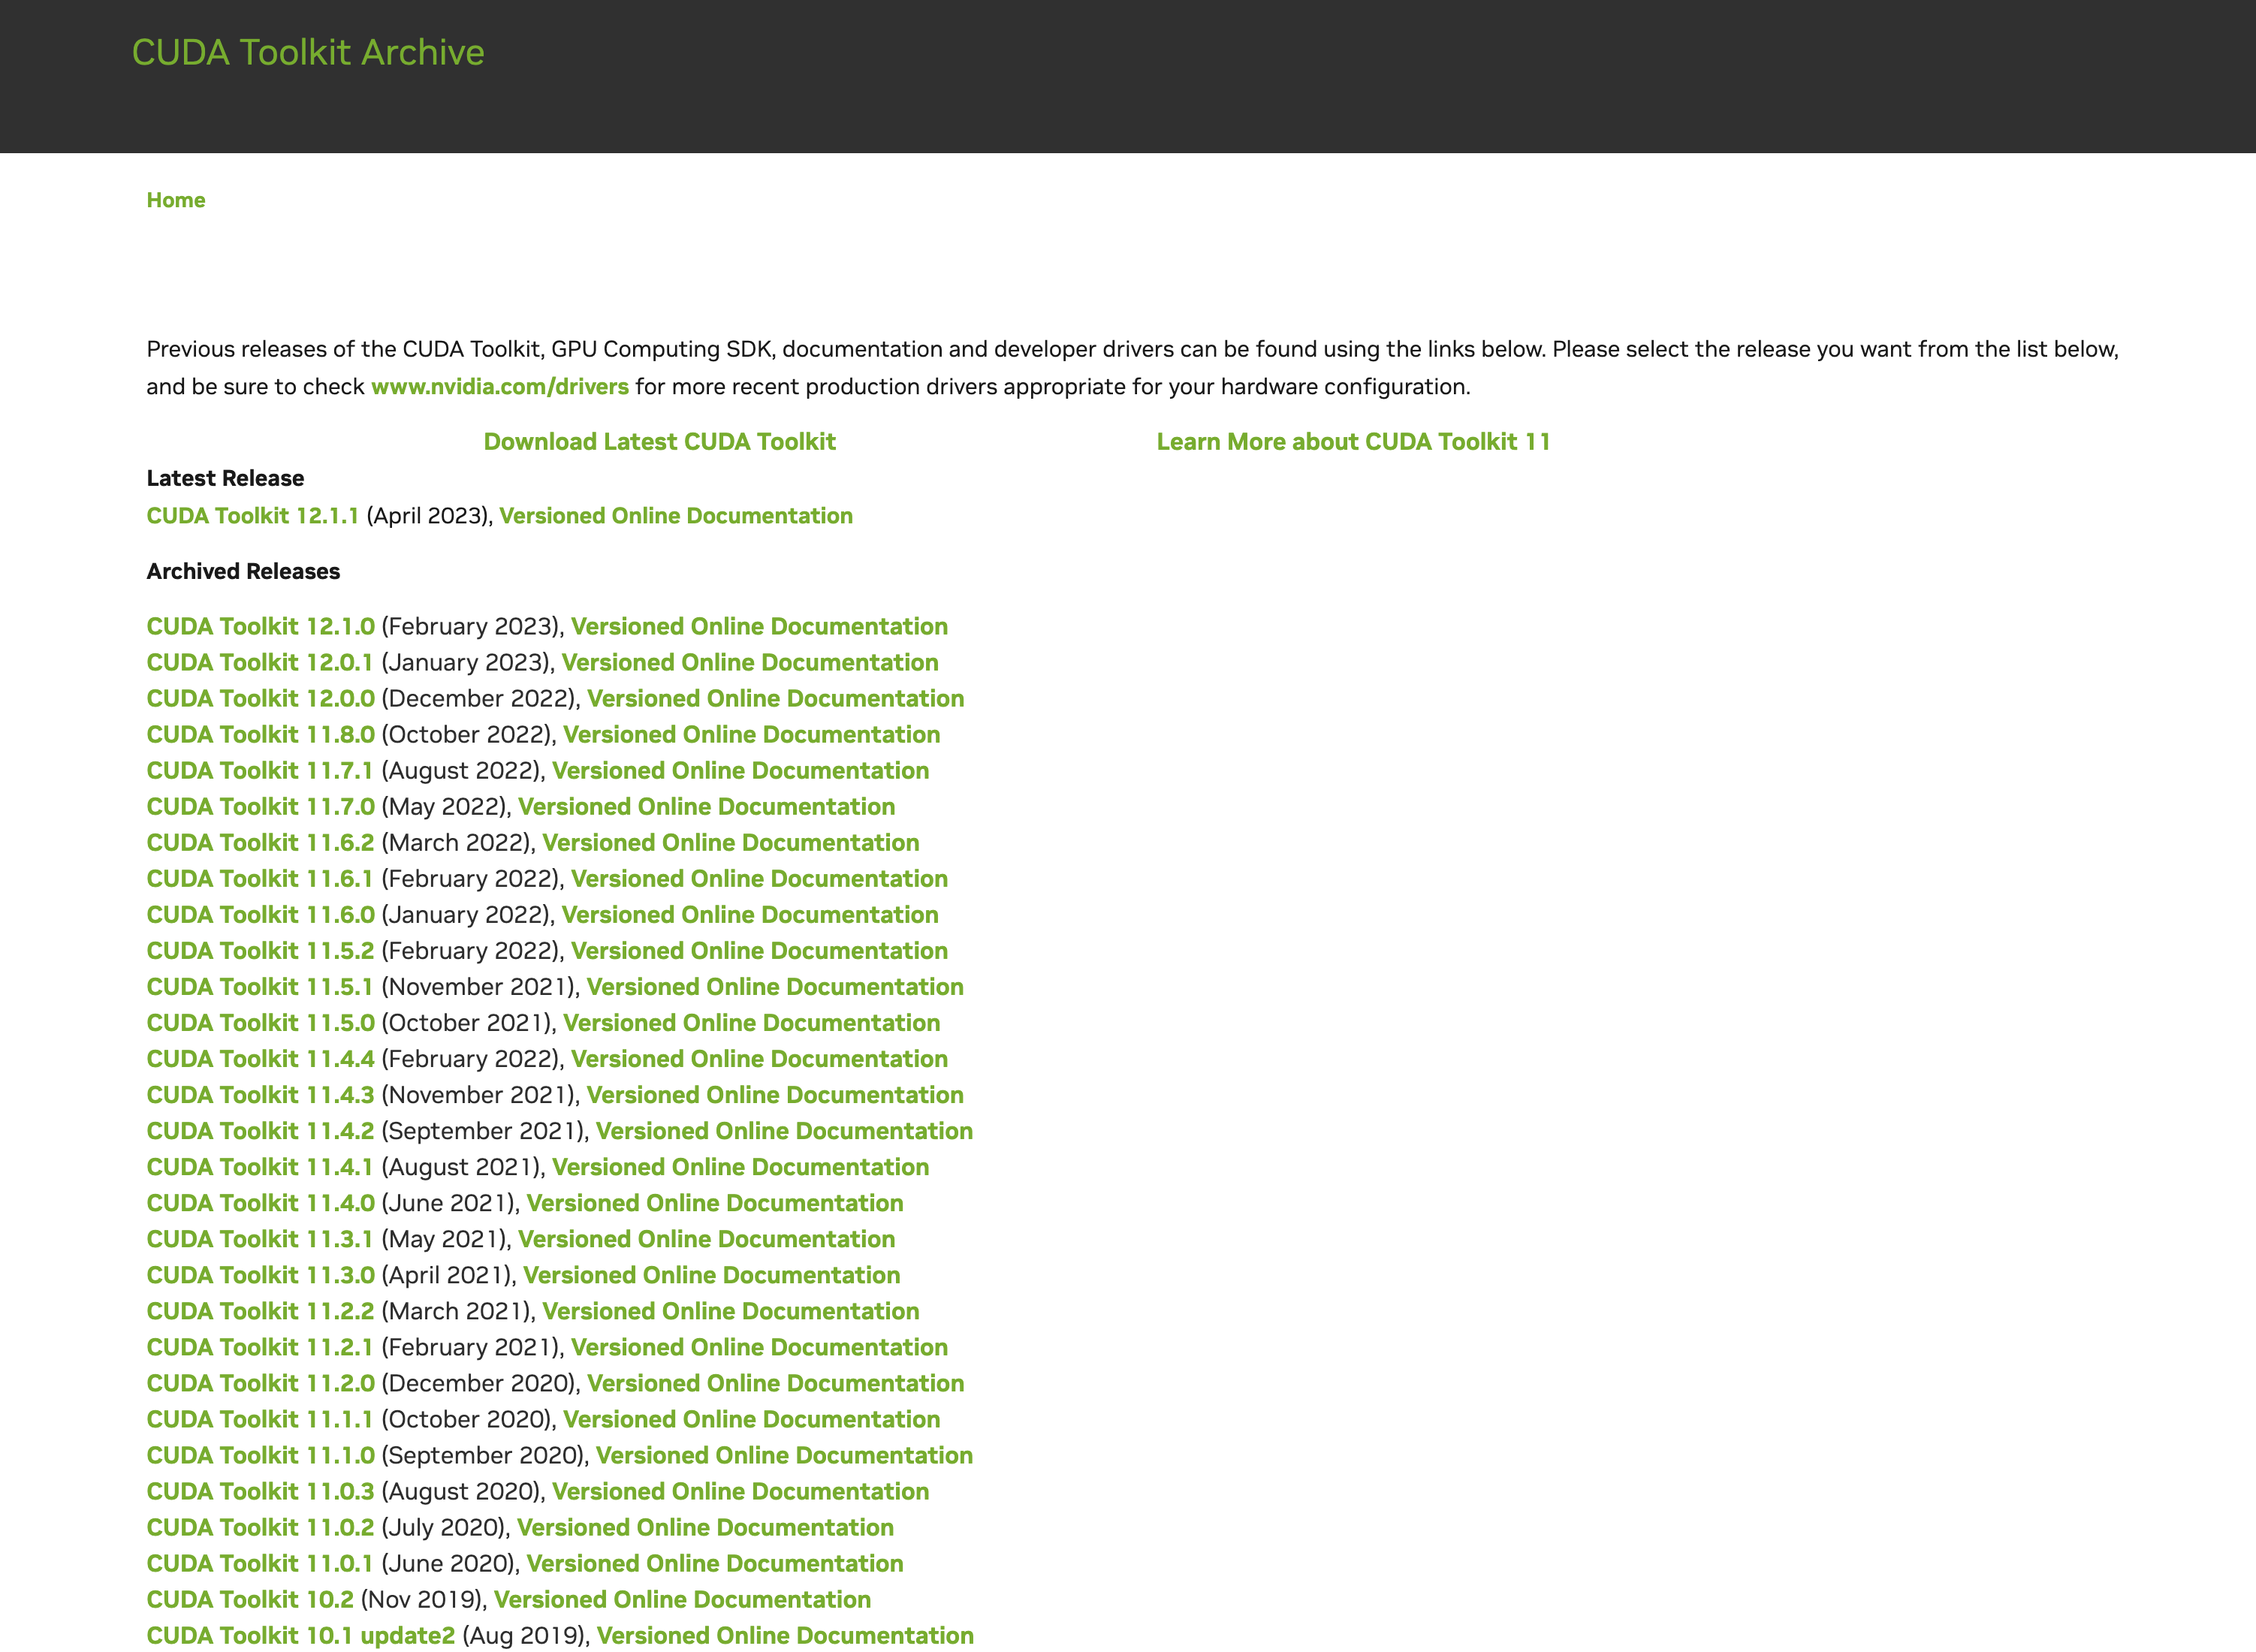 CUDA Toolkit Archive
Home
Previous releases of the CUDA Toolkit, GPU Computing SDK, documentation and developer drivers can be found using the links below. Please select the release you want from the list below,
and be sure to check www.nvidia.com/drivers for more recent production drivers appropriate for your hardware configuration.
Download Latest CUDA Toolkit Learn More about CUDA Toolkit 11
Latest Release
CUDA Toolkit 12.1.1 (April 2023), Versioned Online Documentation
Archived Releases
CUDA Toolkit 12.1.0 (February 2023), Versioned Online Documentation
CUDA Toolkit 12.0.1 (January 2023), Versioned Online Documentation
CUDA Toolkit 12.0.0 (December 2022), Versioned Online Documentation
CUDA Toolkit 11.8.0 (October 2022), Versioned Online Documentation
CUDA Toolkit 11.7.1 (August 2022), Versioned Online Documentation
CUDA Toolkit 11.7.0 (May 2022), Versioned Online Documentation
CUDA Toolkit 11.6.2 (March 2022), Versioned Online Documentation
CUDA Toolkit 11.6.1 (February 2022), Versioned Online Documentation
CUDA Toolkit 11.6.0 (January 2022), Versioned Online Documentation
CUDA Toolkit 11.5.2 (February 2022), Versioned Online Documentation
CUDA Toolkit 11.5.1 (November 2021), Versioned Online Documentation
CUDA Toolkit 11.5.0 (October 2021), Versioned Online Documentation
CUDA Toolkit 11.4.4 (February 2022), Versioned Online Documentation
CUDA Toolkit 11.4.3 (November 2021), Versioned Online Documentation
CUDA Toolkit 11.4.2 (September 2021), Versioned Online Documentation
CUDA Toolkit 11.4.1 (August 2021), Versioned Online Documentation
CUDA Toolkit 11.4.0 (June 2021), Versioned Online Documentation
CUDA Toolkit 11.3.1 (May 2021), Versioned Online Documentation
CUDA Toolkit 11.3.0 (April 2021), Versioned Online Documentation
CUDA Toolkit 11.2.2 (March 2021), Versioned Online Documentation
CUDA Toolkit 11.2.1 (February 2021), Versioned Online Documentation
CUDA Toolkit 11.2.0 (December 2020), Versioned Online Documentation
CUDA Toolkit 11.1.1 (October 2020), Versioned Online Documentation
CUDA Toolkit 11.1.0 (September 2020), Versioned Online Documentation
CUDA Toolkit 11.0.3 (August 2020), Versioned Online Documentation
CUDA Toolkit 11.0.2 (July 2020), Versioned Online Documentation
CUDA Toolkit 11.0.1 (June 2020), Versioned Online Documentation
CUDA Toolkit 10.2 (Nov 2019), Versioned Online Documentation
CUDA Toolkit 10.1 update2 (Aug 2019), Versioned Online Documentation